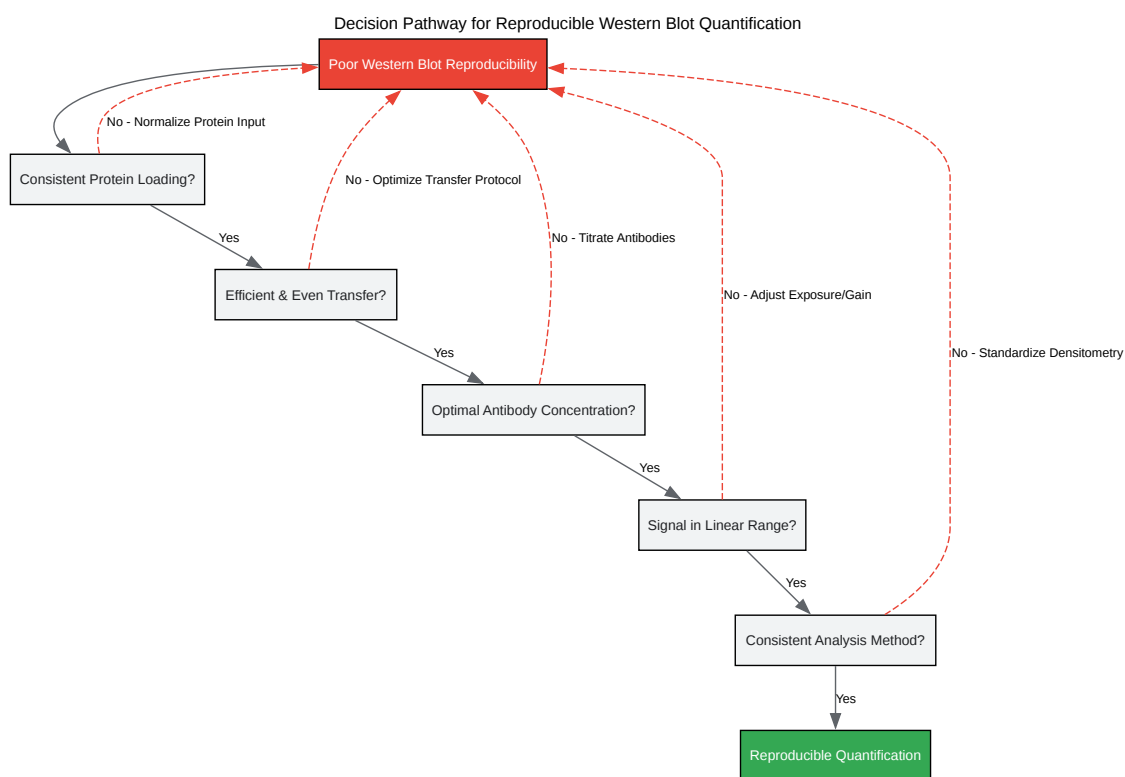 Decision Pathway for Reproducible Western Blot Quantification
Poor Western Blot Reproducibility
No - Normalize Protein Input
Consistent Protein Loading?
No - Optimize Transfer Protocol
Yes
No - Titrate Antibodies
Efficient & Even Transfer?
No - Adjust Exposure/Gain
Yes
No - Standardize Densitometry
Optimal Antibody Concentration?
Yes
Signal in Linear Range?
Yes
Consistent Analysis Method?
Yes
Reproducible Quantification